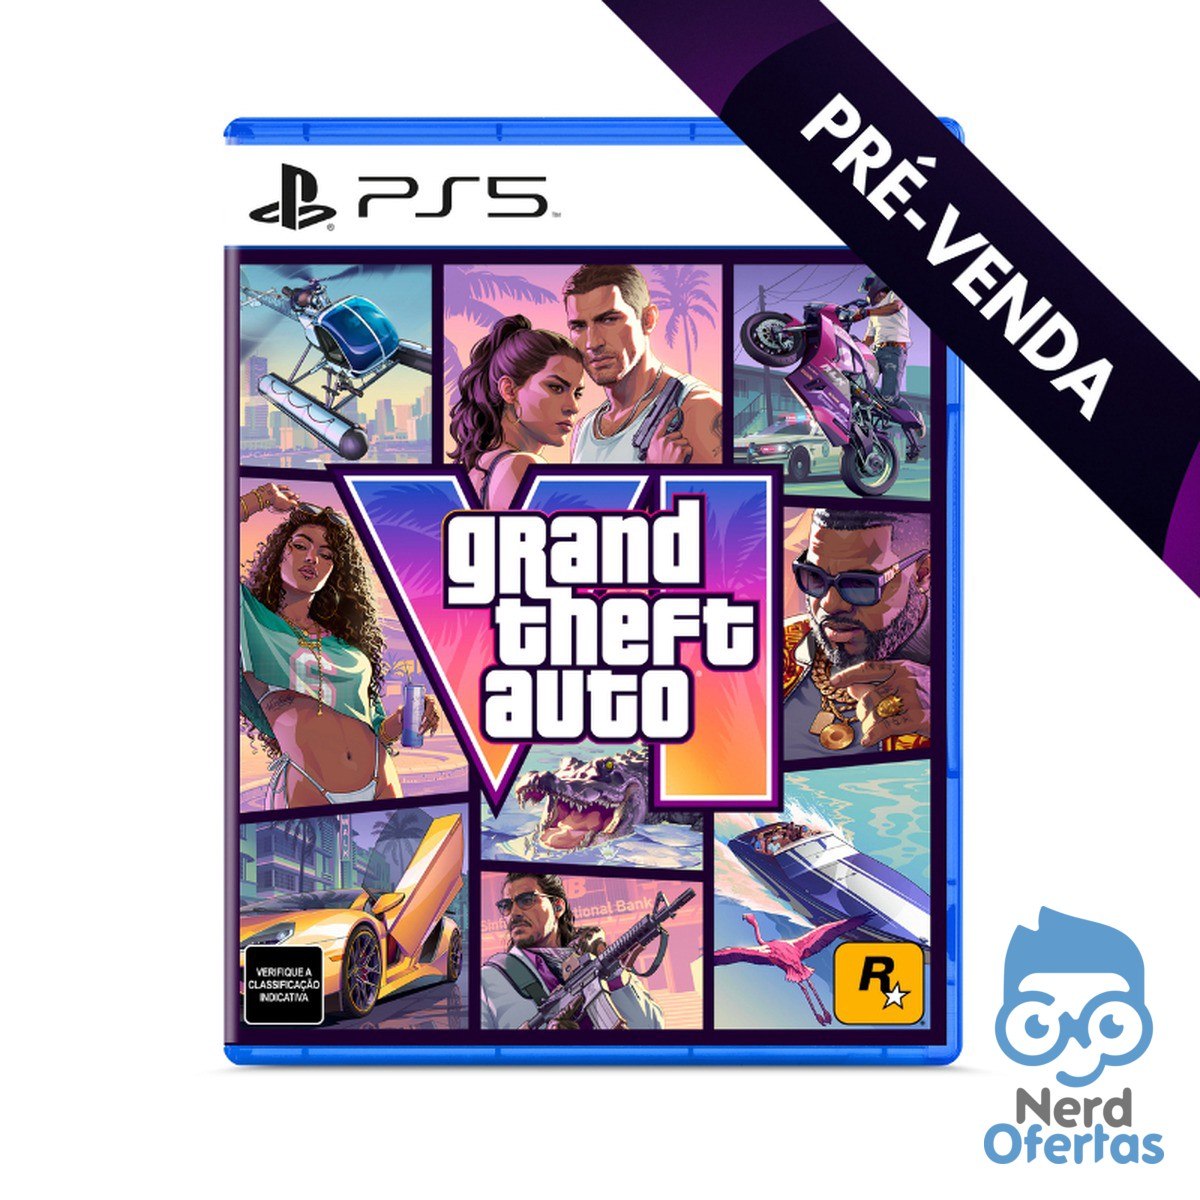 PRÉ-VENDA
PS5
VI
grand
theft
auto
National Bank
VERIFIQUE A
CLASSIFICAÇÃO
INDICATIVA
R
Nerd
Ofertas